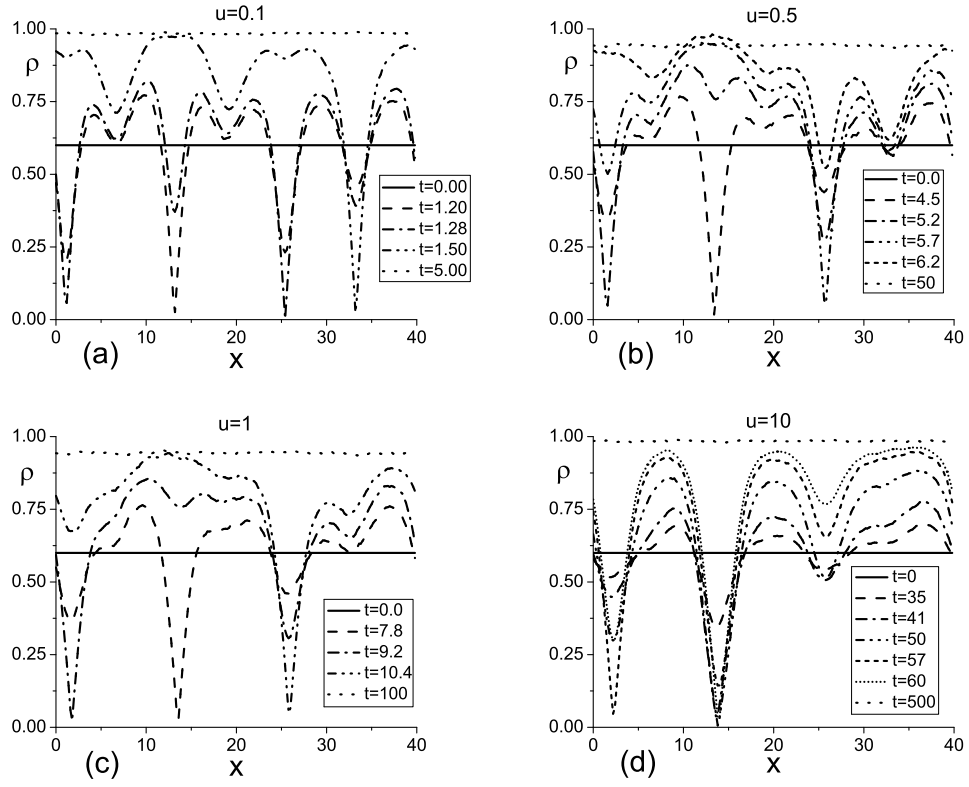 u=0.1
1.00
0.75
0.50
0.25
0.00
ρ
0 10 20 30 40
x
(a)
t=0.00
t=1.20
t=1.28
t=1.50
t=5.00
u=0.5
1.00
0.75
0.50
0.25
0.00
ρ
0 10 20 30 40
x
(b)
t=0.0
t=4.5
t=5.2
t=5.7
t=6.2
t=50
u=1
1.00
0.75
0.50
0.25
0.00
ρ
0 10 20 30 40
x
(c)
t=0.0
t=7.8
t=9.2
t=10.4
t=100
u=10
1.00
0.75
0.50
0.25
0.00
ρ
0 10 20 30 40
x
(d)
t=0
t=35
t=41
t=50
t=57
t=60
t=500